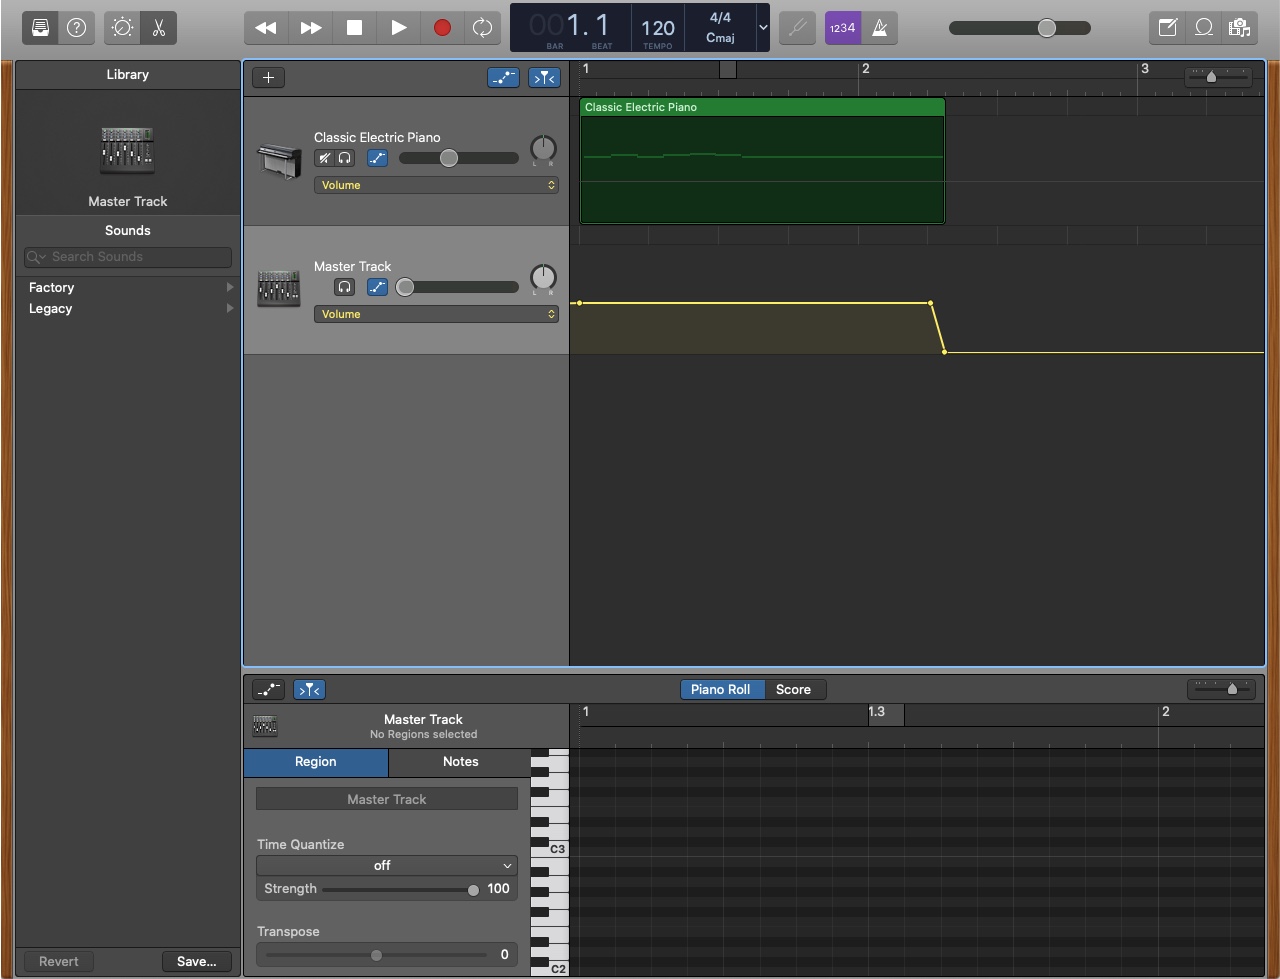 001.1
BAR BEAT
120
TEMPO
4/4
Cmaj
1234
Library
Master Track
Sounds
Search Sounds
Factory
Legacy
Revert
Save...
1 2 3
Classic Electric Piano
L R
Volume
Classic Electric Piano
Master Track
L R
Volume
Piano Roll Score
Master Track
No Regions selected
1 1.3 2
Region Notes
Master Track
Time Quantize
off
Strength 100
Transpose
0
C3
C2